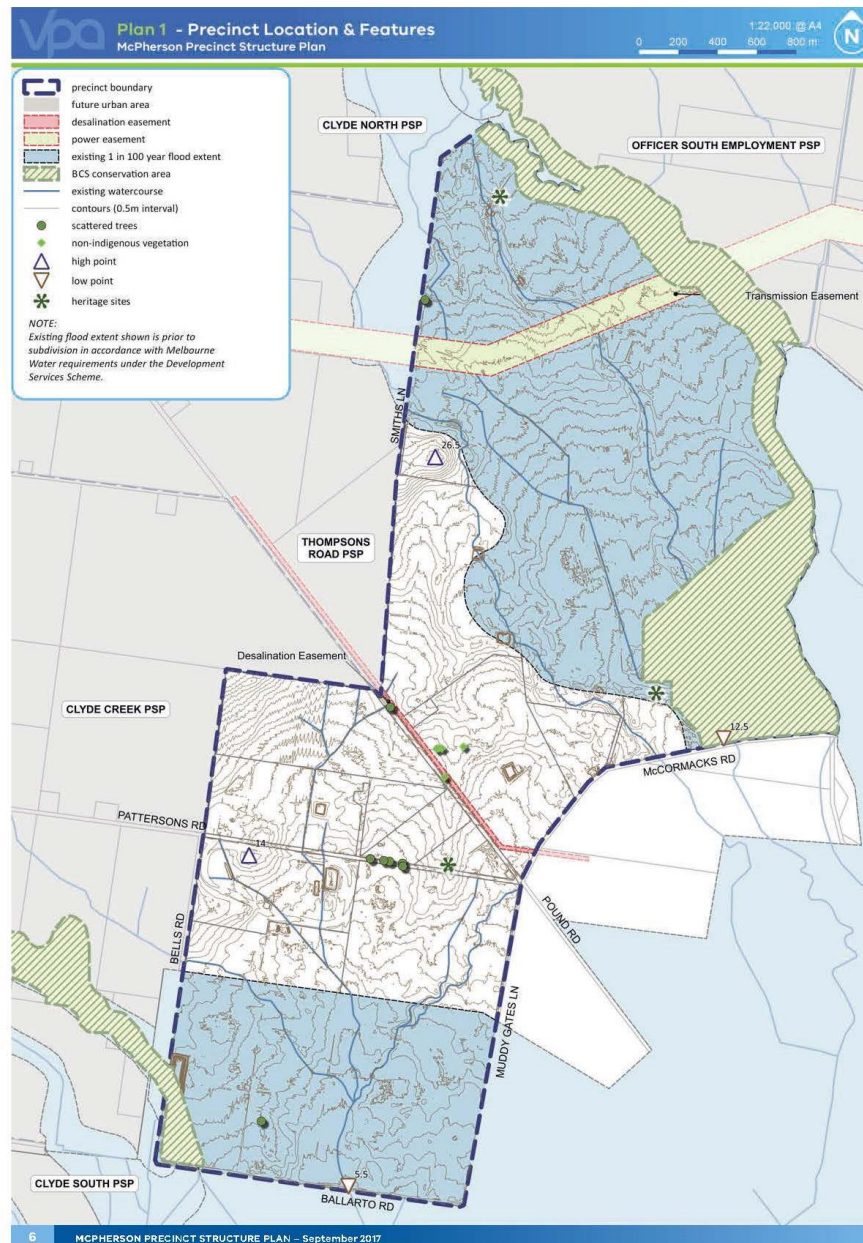 vpa
Plan 1 - Precinct Location & Features
McPherson Precinct Structure Plan
1:22,000 @ A4
0 200 400 600 800 m
N
precinct boundary
future urban area
desalination easement
power easement
existing 1 in 100 year flood extent
BCS conservation area
existing watercourse
contours (0.5m interval)
scattered trees
non-indigenous vegetation
high point
low point
heritage sites
NOTE:
Existing flood extent shown is prior to
subdivision in accordance with Melbourne
Water requirements under the Development
Services Scheme.
CLYDE NORTH PSP
OFFICER SOUTH EMPLOYMENT PSP
Transmission Easement
SMITHS LN
26.5
THOMPSONS
ROAD PSP
Desalination Easement
CLYDE CREEK PSP
12.5
McCORMACKS RD
PATTERSONS RD
14
BELLS RD
POUND RD
MUDDY GATES LN
CLYDE SOUTH PSP
5.5
BALLARTO RD
6 MCPHERSON PRECINCT STRUCTURE PLAN – September 2017